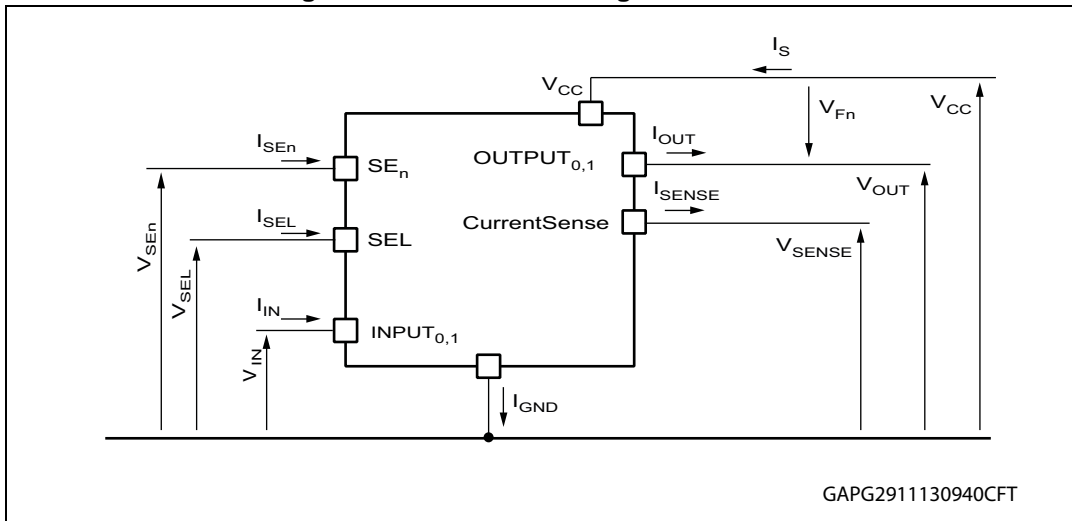 I_S
V_CC
V_Fn
V_CC
I_SEn
SE_n
OUTPUT_0,1
I_OUT
V_OUT
I_SEL
SEL
CurrentSense
I_SENSE
V_SENSE
V_SEn
V_SEL
I_IN
INPUT_0,1
V_IN
I_GND
GAPG2911130940CFT